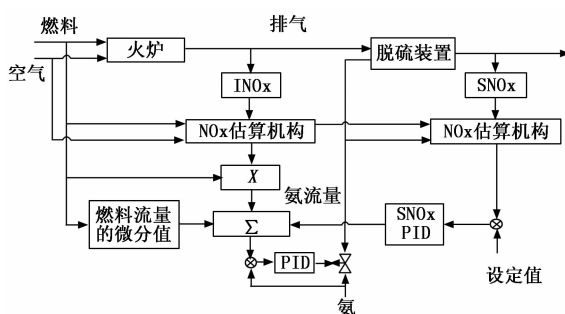 燃料
排气
火炉
脱硫装置
空气
INOx
SNOx
NOx估算机构
NOx估算机构
X
氨流量
燃料流量
的微分值
Σ
SNOx
PID
PID
设定值
氨